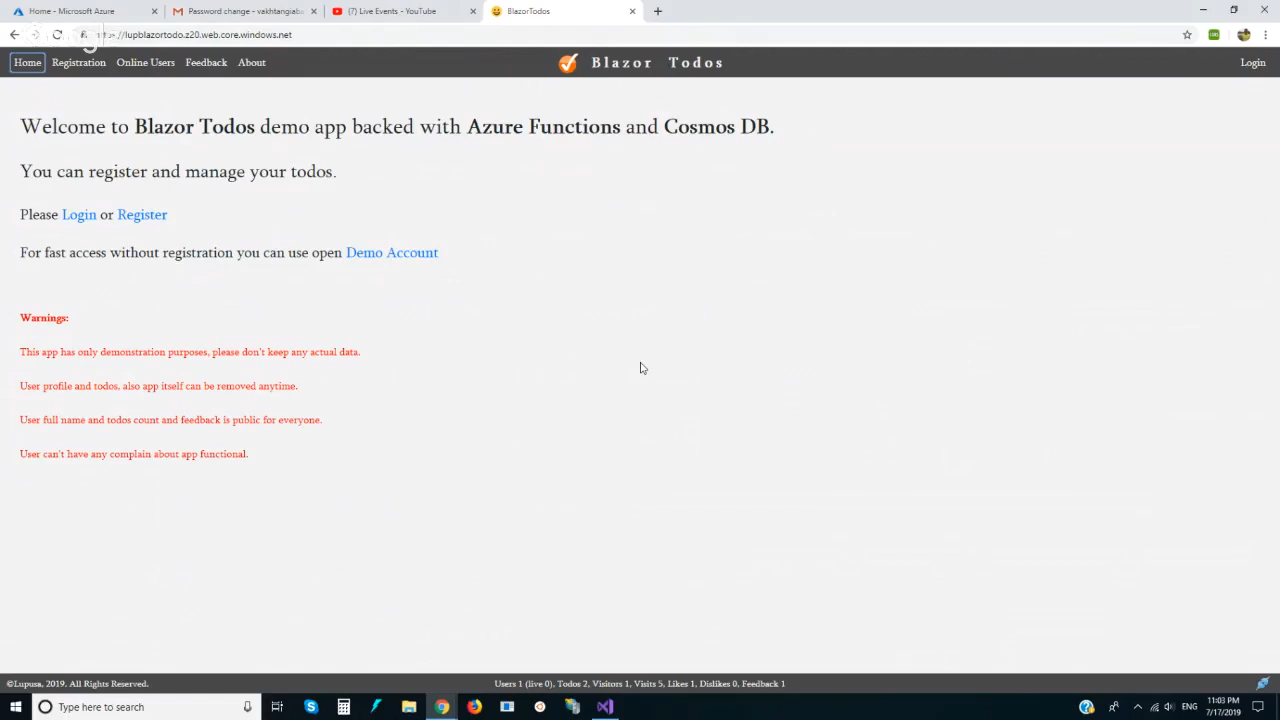 Home - Microsoft Azure
Password change - vakhtangiab
(7) Live Events - YouTube
BlazorTodos
lupblazortodo.z20.web.core.windows.net
Home
Registration
Online Users
Feedback
About
Blazor Todos
Login
Welcome to Blazor Todos demo app backed with Azure Functions and Cosmos DB.
You can register and manage your todos.
Please Login or Register
For fast access without registration you can use open Demo Account
Warnings:
This app has only demonstration purposes, please don't keep any actual data.
User profile and todos, also app itself can be removed anytime.
User full name and todos count and feedback is public for everyone.
User can't have any complain about app functional.
©Lupusa, 2019. All Rights Reserved.
Users 1 (live 0), Todos 2, Visitors 1, Visits 5, Likes 1, Dislikes 0, Feedback 1
Type here to search
ENG
11:03 PM
7/17/2019